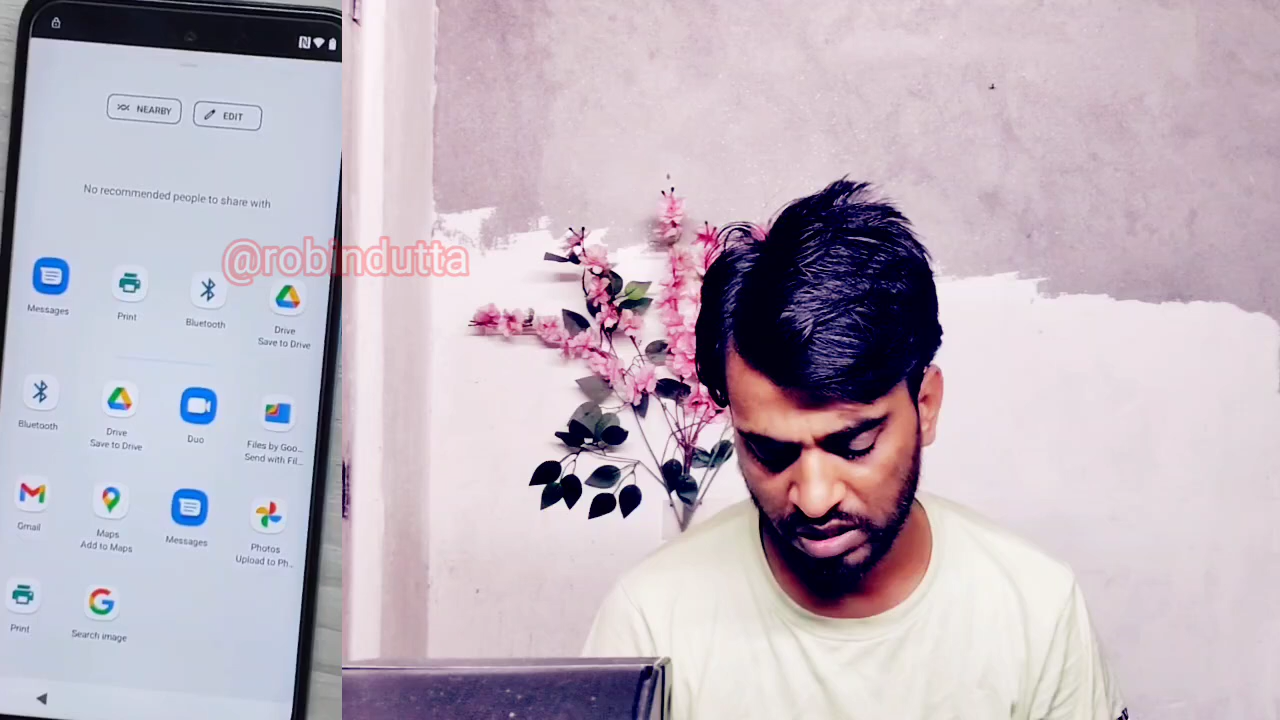 NEARBY
EDIT
No recommended people to share with
@robindutta
Messages
Print
Bluetooth
Drive
Save to Drive
Bluetooth
Drive
Save to Drive
Duo
Files by Goo...
Send with Fil...
Gmail
Maps
Add to Maps
Messages
Photos
Upload to Ph...
Print
Search image